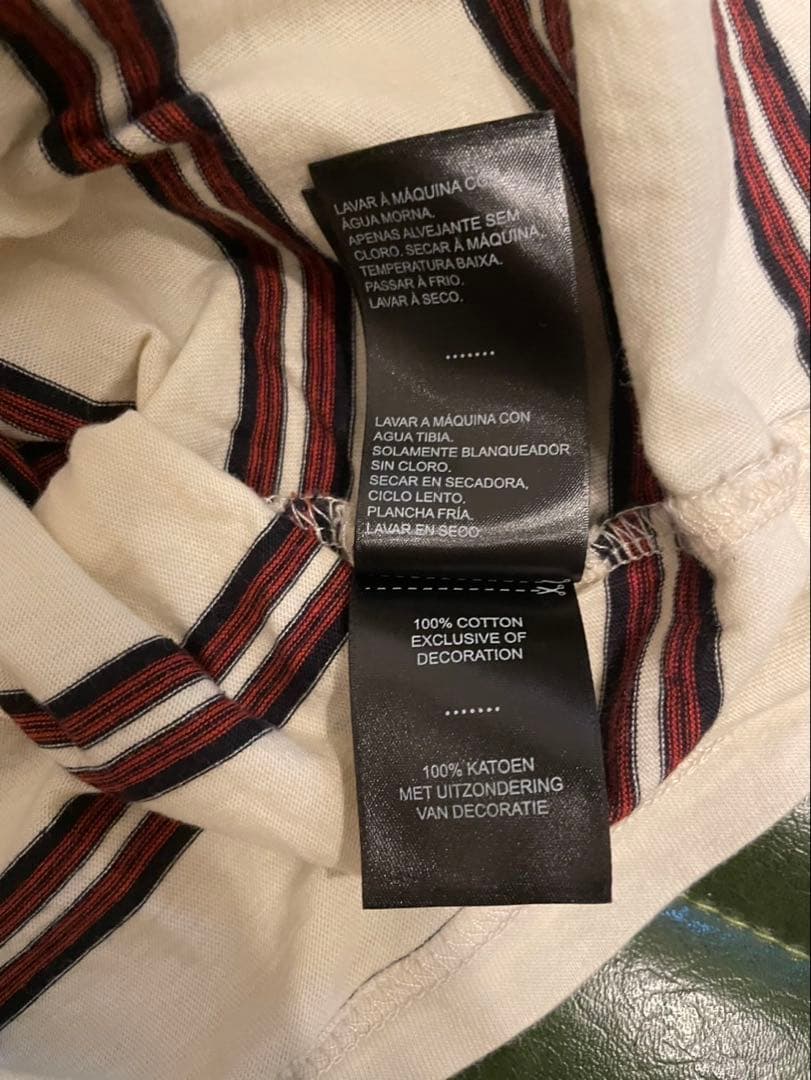 LAVAR À MÁQUINA
ÁGUA MORNA.
APENAS ALVEJANTE SEM
CLORO. SECAR À MÁQUINA,
TEMPERATURA BAIXA.
PASSAR À FRIO.
LAVAR À SECO.
LAVAR A MÁQUINA CON
AGUA TIBIA.
SOLAMENTE BLANQUEADOR
SIN CLORO.
SECAR EN SECADORA,
CICLO LENTO.
PLANCHA FRÍA.
LAVAR EN SECO
100% COTTON
EXCLUSIVE OF
DECORATION
100% KATOEN
MET UITZONDERING
VAN DECORATIE